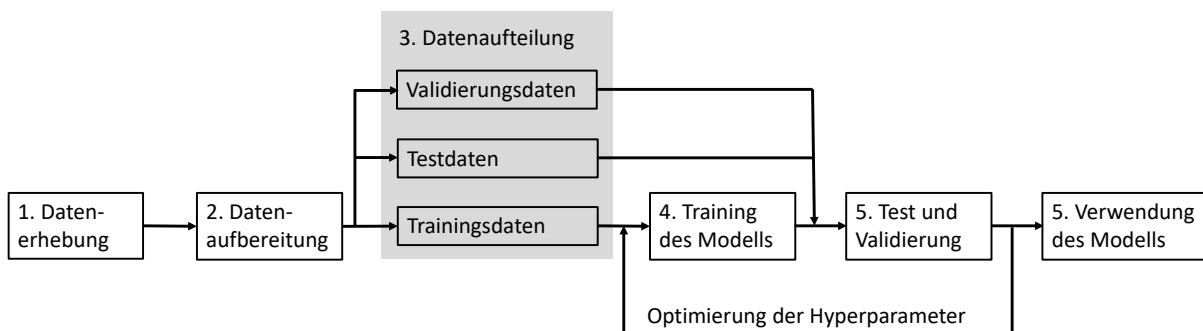 3. Datenaufteilung
Validierungsdaten
Testdaten
Trainingsdaten
1. Daten-
erhebung
2. Daten-
aufbereitung
4. Training
des Modells
5. Test und
Validierung
5. Verwendung
des Modells
Optimierung der Hyperparameter